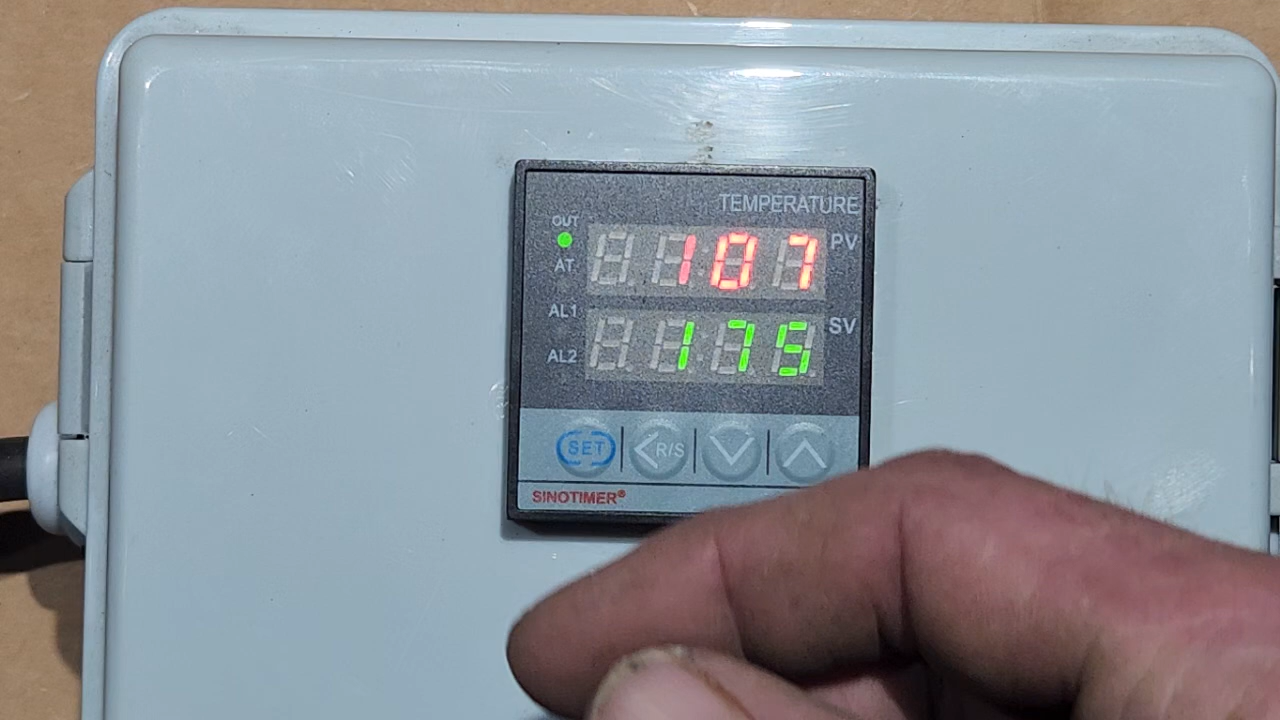 TEMPERATURE
OUT
107 PV
AT
AL1
175 SV
AL2
SET R/S
SINOTIMER®